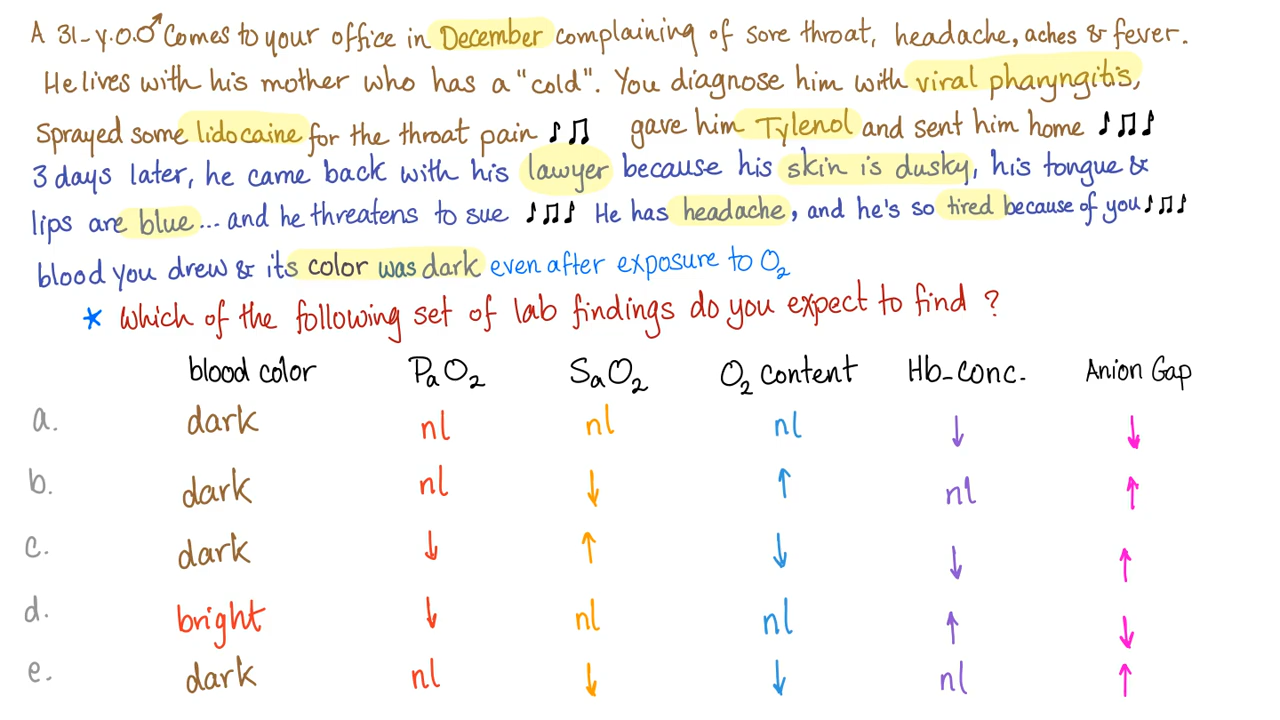 A 31-y.o.♂ Comes to your office in December complaining of sore throat, headache, aches & fever.
He lives with his mother who has a "cold". You diagnose him with viral pharyngitis,
Sprayed some lidocaine for the throat pain ♪♫ gave him Tylenol and sent him home ♪♫♪
3 days later, he came back with his lawyer because his skin is dusky, his tongue &
lips are blue... and he threatens to sue ♪♫♪ He has headache, and he's so tired because of you ♪♫♪
blood you drew & its color was dark even after exposure to O₂
* Which of the following set of lab findings do you expect to find ?
blood color PaO₂ SaO₂ O₂ content Hb-conc. Anion Gap
a. dark nl nl nl ↓ ↓
b. dark nl ↓ ↑ nl ↑
c. dark ↓ ↑ ↓ ↓ ↑
d. bright ↓ nl nl ↑ ↓
e. dark nl ↓ ↓ nl ↑